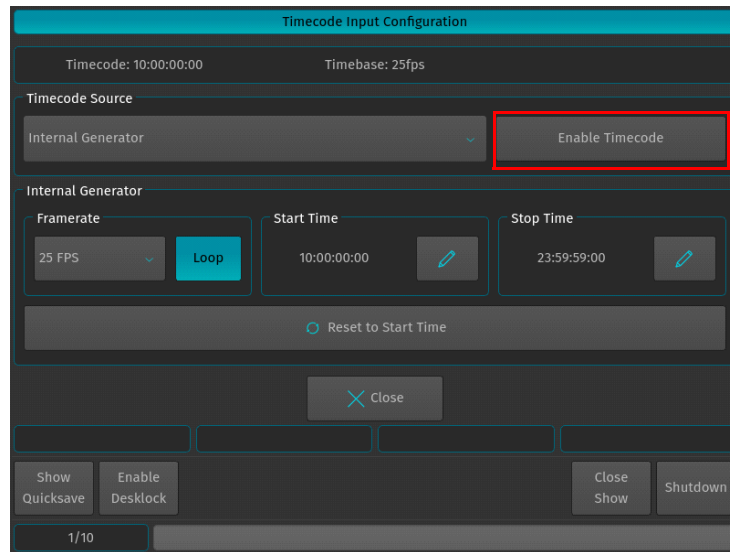 Timecode Input Configuration
Timecode: 10:00:00:00 Timebase: 25fps
Timecode Source
Internal Generator Enable Timecode
Internal Generator
Framerate Start Time Stop Time
25 FPS Loop 10:00:00:00 23:59:59:00
Reset to Start Time
Close
Show Enable Close
Quicksave Desklock Show Shutdown
1/10